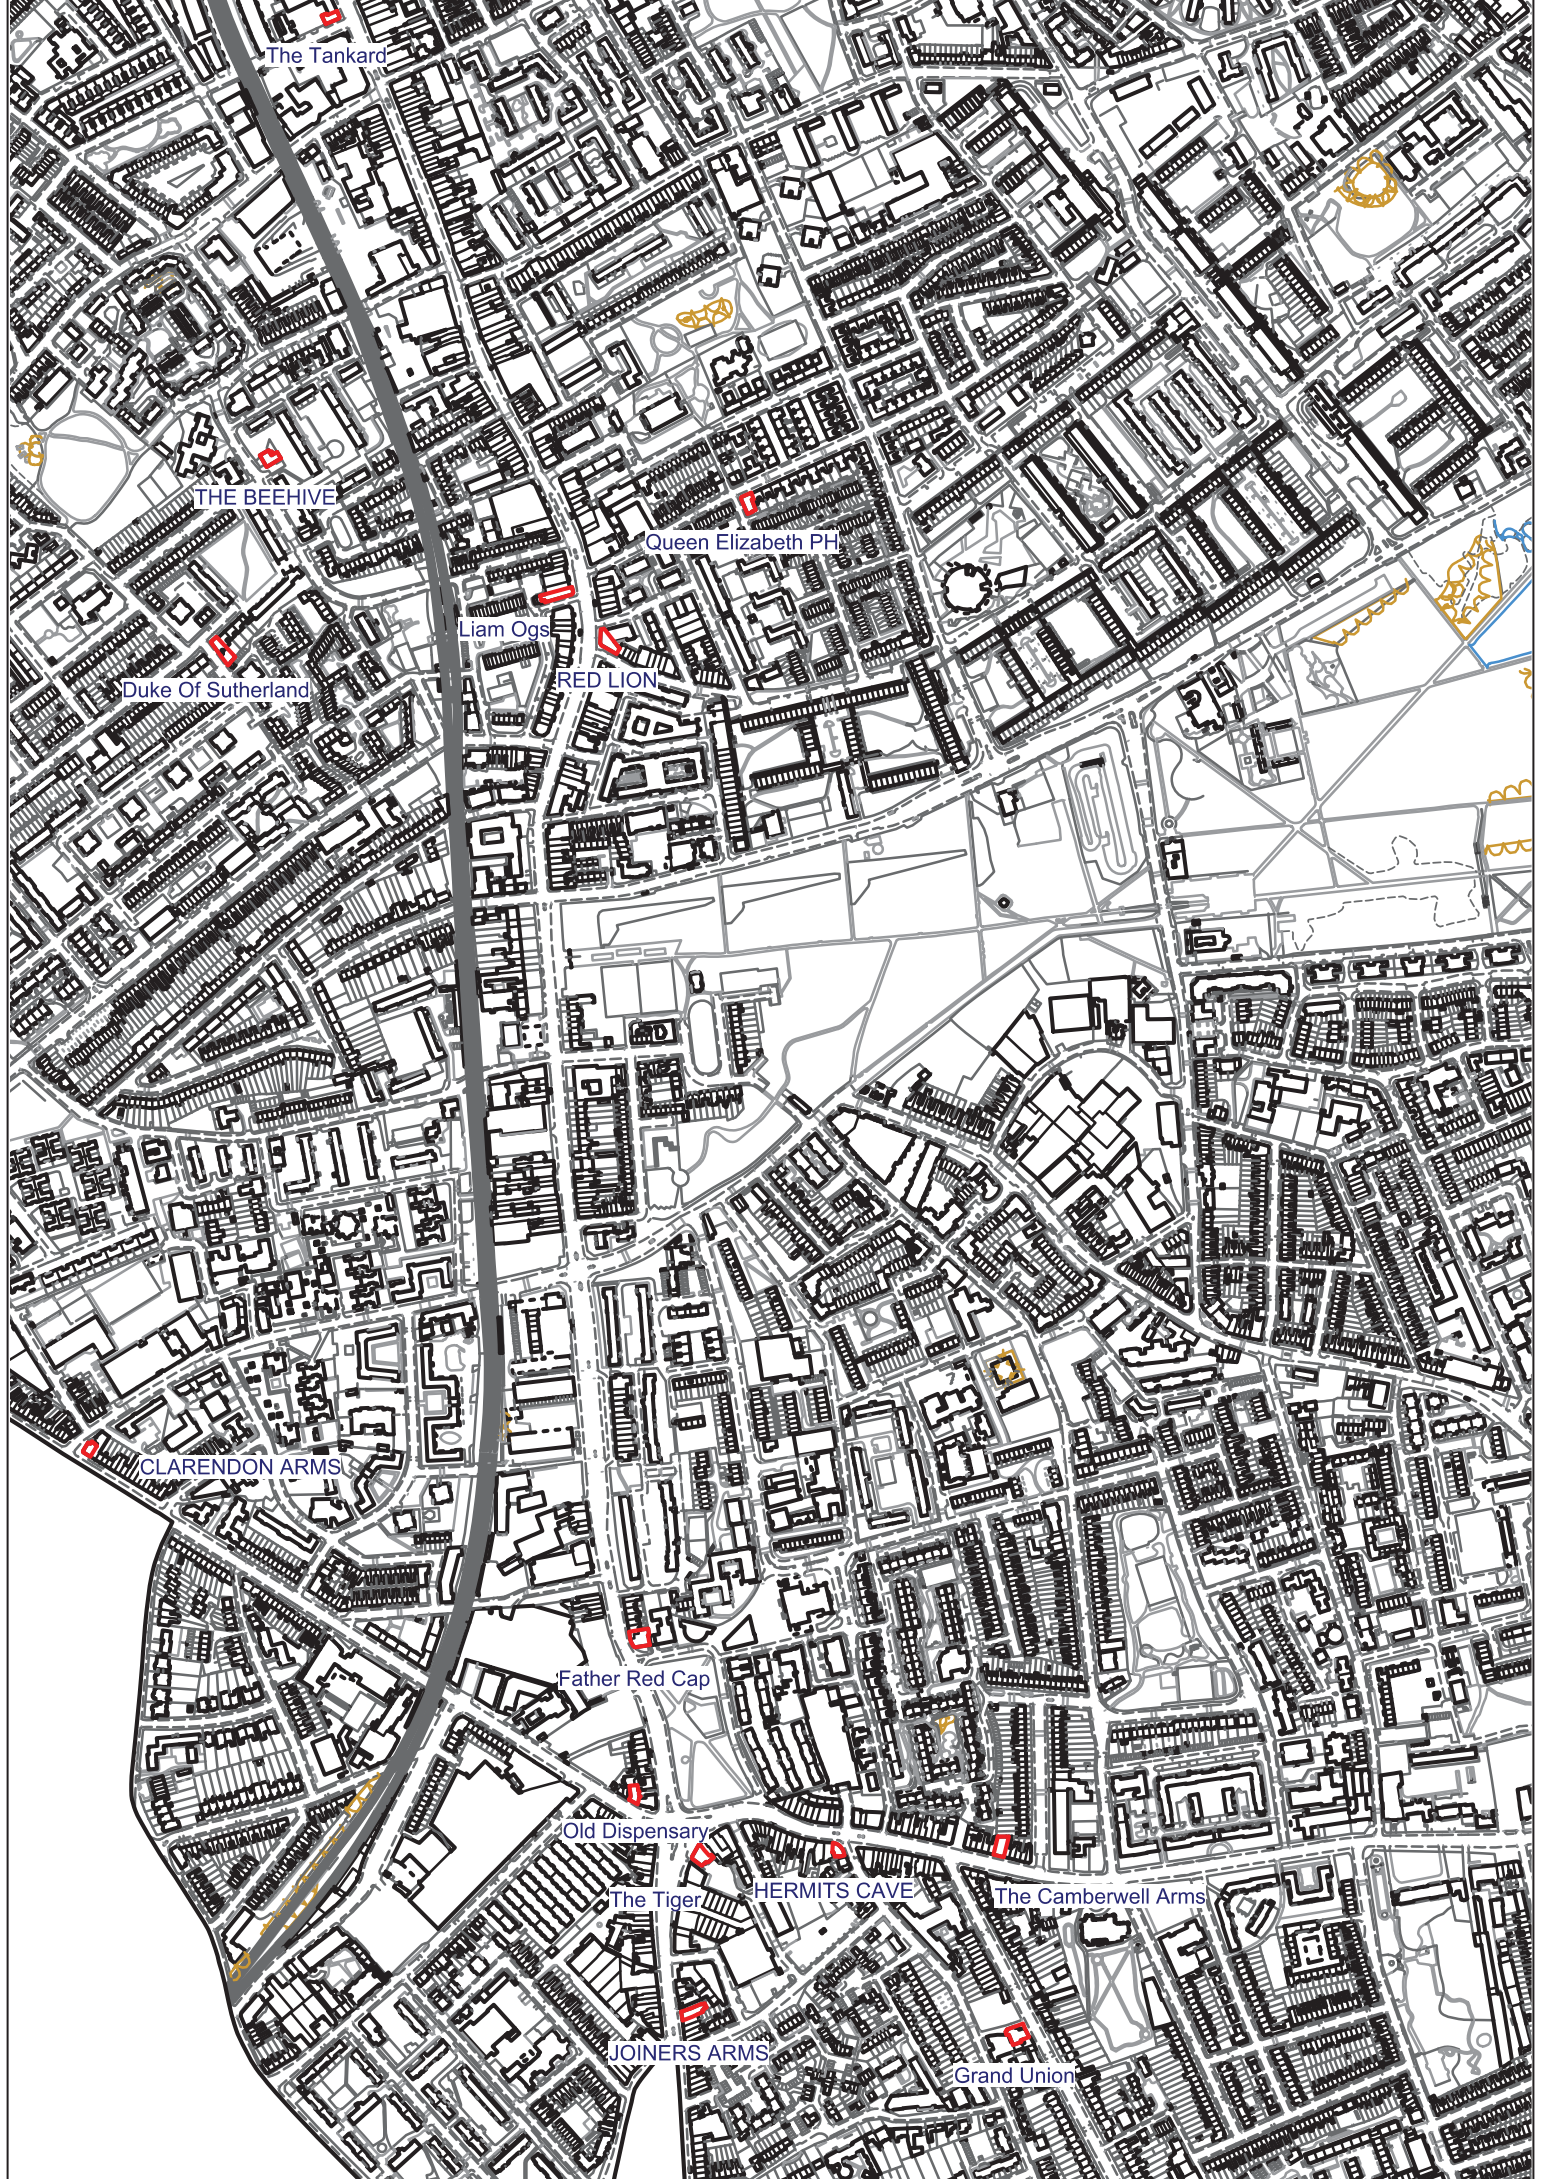 The Tankard
THE BEEHIVE
Queen Elizabeth PH
Liam Ogs
RED LION
Duke Of Sutherland
CLARENDON ARMS
Father Red Cap
Old Dispensary
The Tiger
HERMITS CAVE
The Camberwell Arms
JOINERS ARMS
Grand Union